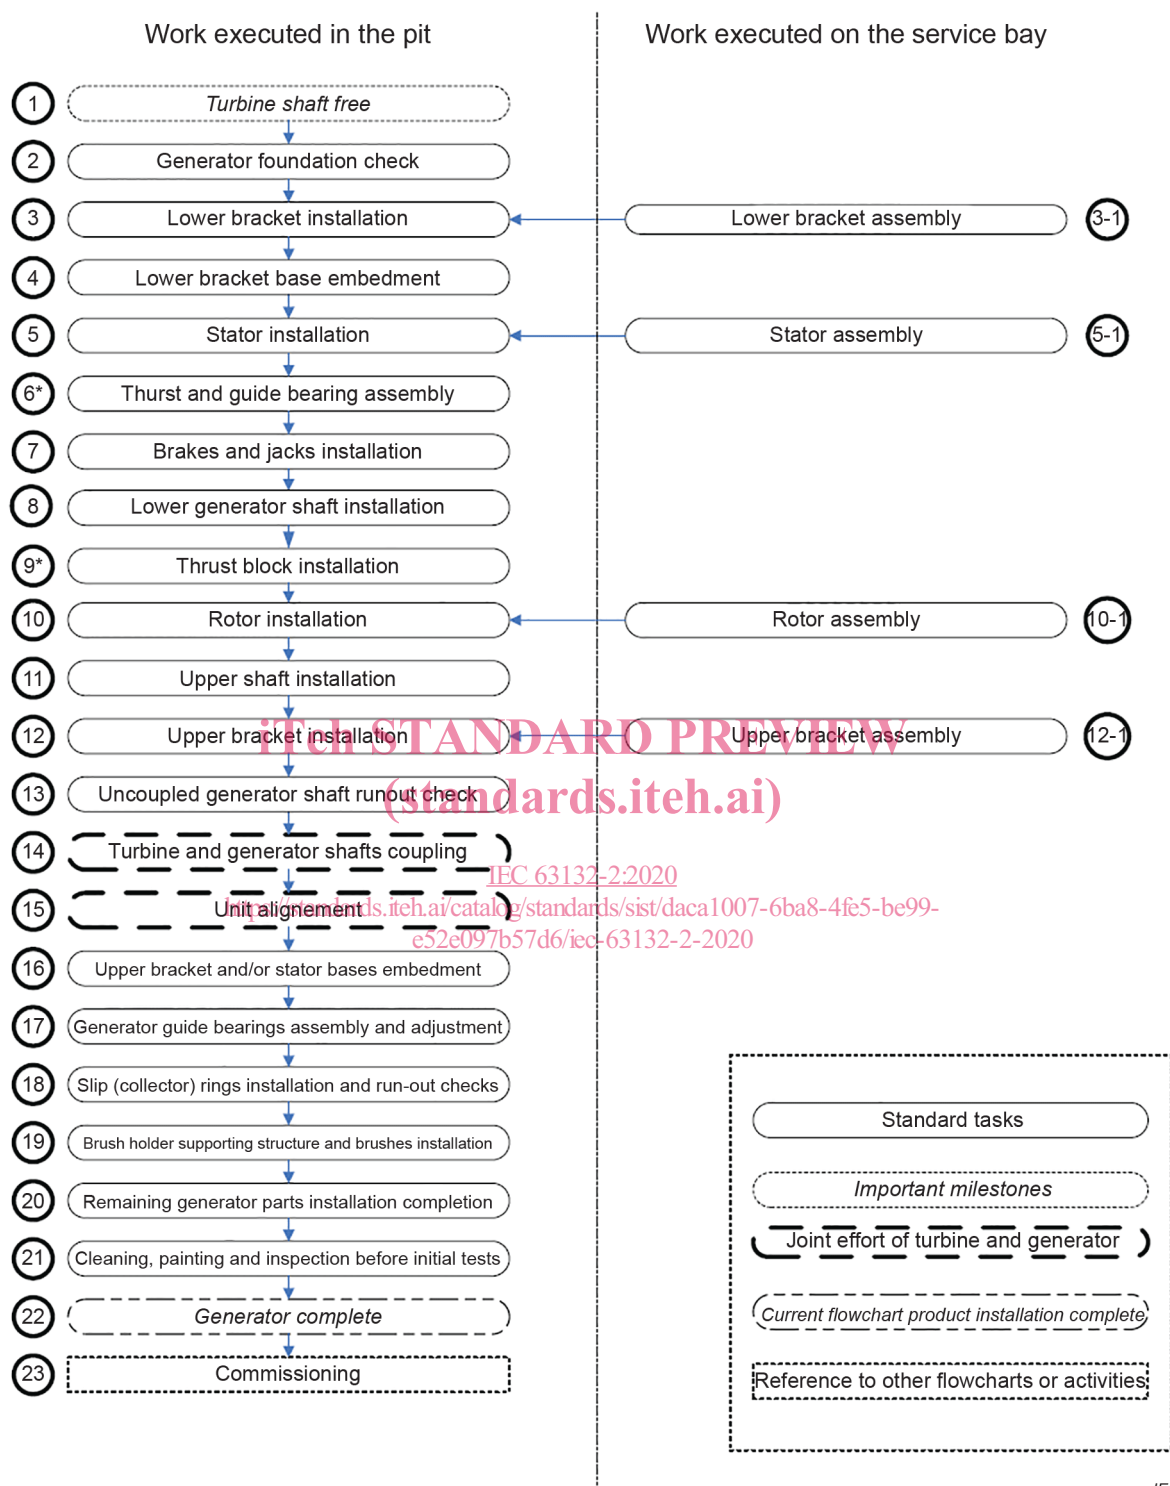 Work executed in the pit
Work executed on the service bay
1 Turbine shaft free
2 Generator foundation check
3 Lower bracket installation
Lower bracket assembly 3-1
4 Lower bracket base embedment
5 Stator installation
Stator assembly 5-1
6* Thurst and guide bearing assembly
7 Brakes and jacks installation
8 Lower generator shaft installation
9* Thrust block installation
10 Rotor installation
Rotor assembly 10-1
11 Upper shaft installation
12 Upper bracket installation
Upper bracket assembly 12-1
iTeh STANDARD PREVIEW
13 Uncoupled generator shaft runout check
(standards.iteh.ai)
14 Turbine and generator shafts coupling
IEC 63132-2:2020
15 Unit alignement
https://standards.iteh.ai/catalog/standards/sist/daca1007-6ba8-4fe5-be99-
e52e097b57d6/iec-63132-2-2020
16 Upper bracket and/or stator bases embedment
17 Generator guide bearings assembly and adjustment
18 Slip (collector) rings installation and run-out checks
19 Brush holder supporting structure and brushes installation
20 Remaining generator parts installation completion
21 Cleaning, painting and inspection before initial tests
22 Generator complete
23 Commissioning
Standard tasks
Important milestones
Joint effort of turbine and generator
Current flowchart product installation complete
Reference to other flowcharts or activities